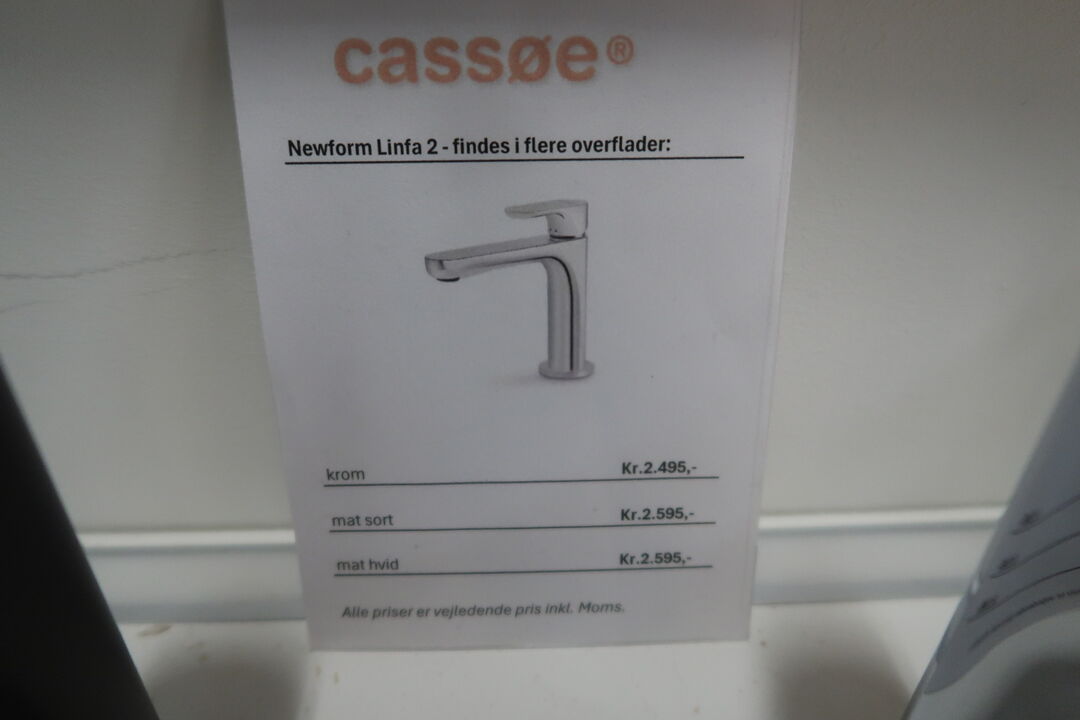 cassøe®
Newform Linfa 2 - findes i flere overflader:
krom Kr.2.495,-
mat sort Kr.2.595,-
mat hvid Kr.2.595,-
Alle priser er vejledende pris inkl. Moms.